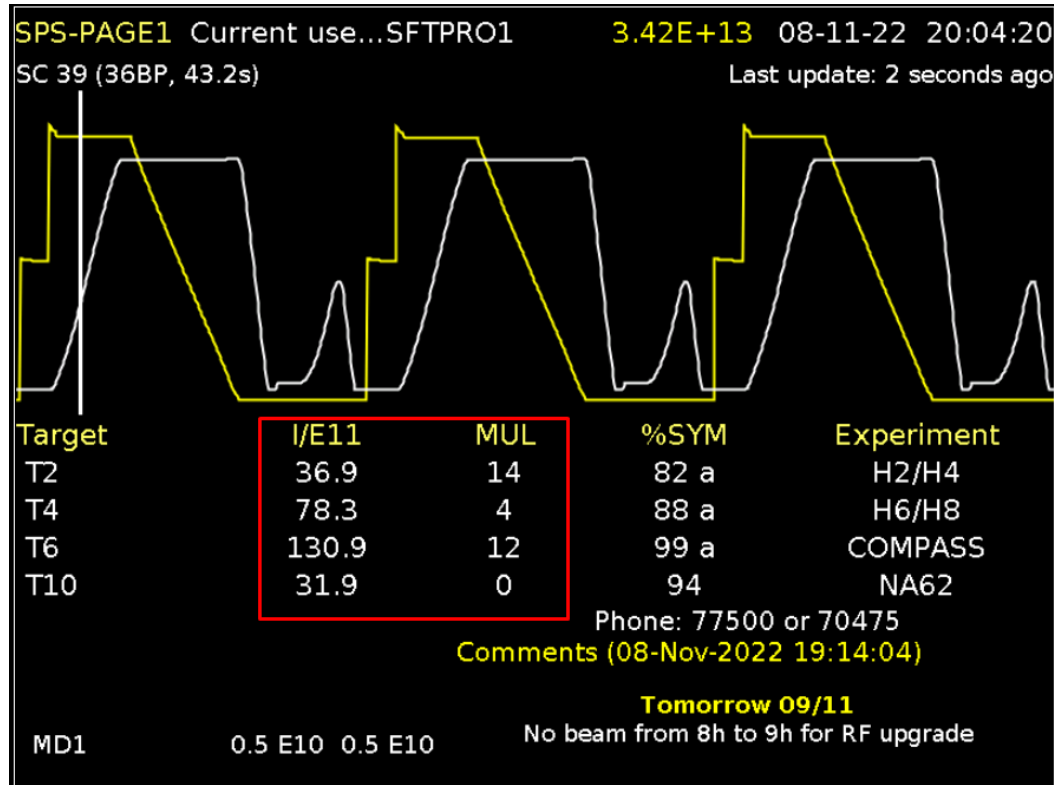 SPS-PAGE1 Current use...SFTPRO1 3.42E+13 08-11-22 20:04:20
SC 39 (36BP, 43.2s) Last update: 2 seconds ago
Target I/E11 MUL %SYM Experiment
T2 36.9 14 82 a H2/H4
T4 78.3 4 88 a H6/H8
T6 130.9 12 99 a COMPASS
T10 31.9 0 94 NA62
Phone: 77500 or 70475
Comments (08-Nov-2022 19:14:04)
Tomorrow 09/11
No beam from 8h to 9h for RF upgrade
MD1 0.5 E10 0.5 E10